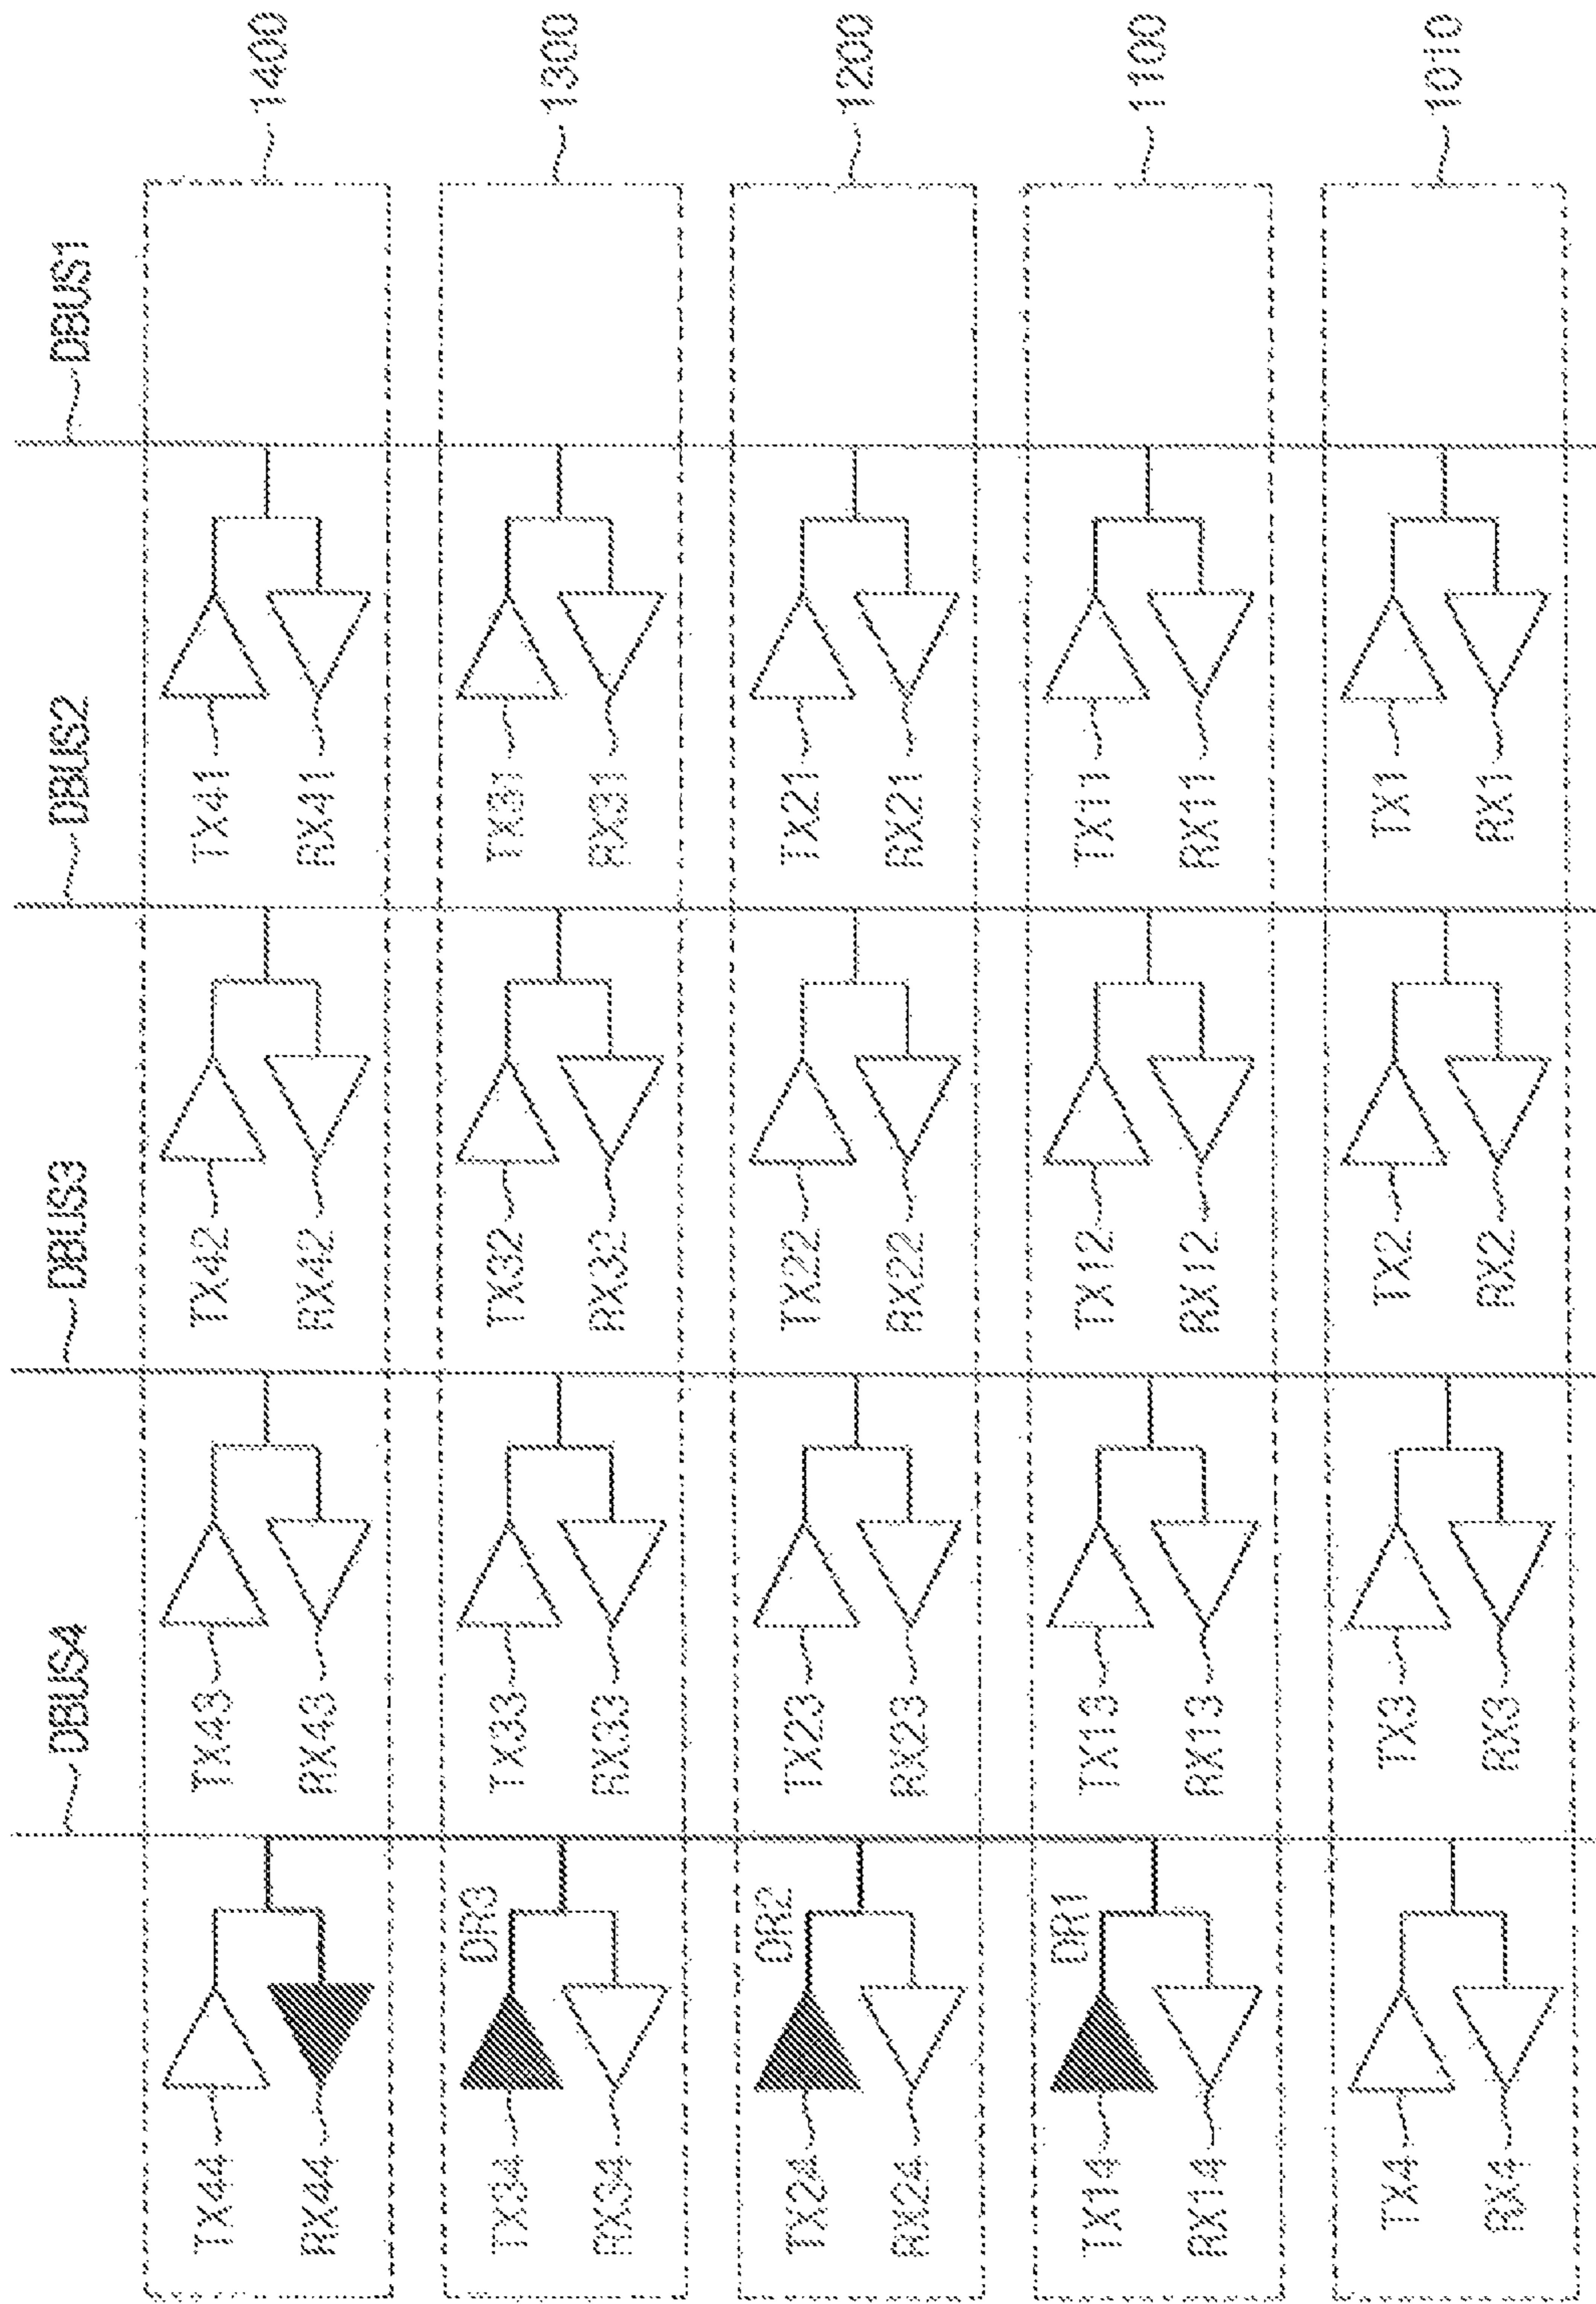 DBUS4
DBUS3
DBUS2
DBUS1
TX44
RX44
TX43
RX43
TX42
RX42
TX41
RX41
1400
DR3
TX34
RX34
TX33
RX33
TX32
RX32
TX31
RX31
1300
DR2
TX24
RX24
TX23
RX23
TX22
RX22
TX21
RX21
1200
DR1
TX14
RX14
TX13
RX13
TX12
RX12
TX11
RX11
1100
TX4
RX4
TX3
RX3
TX2
RX2
TX1
RX1
1010